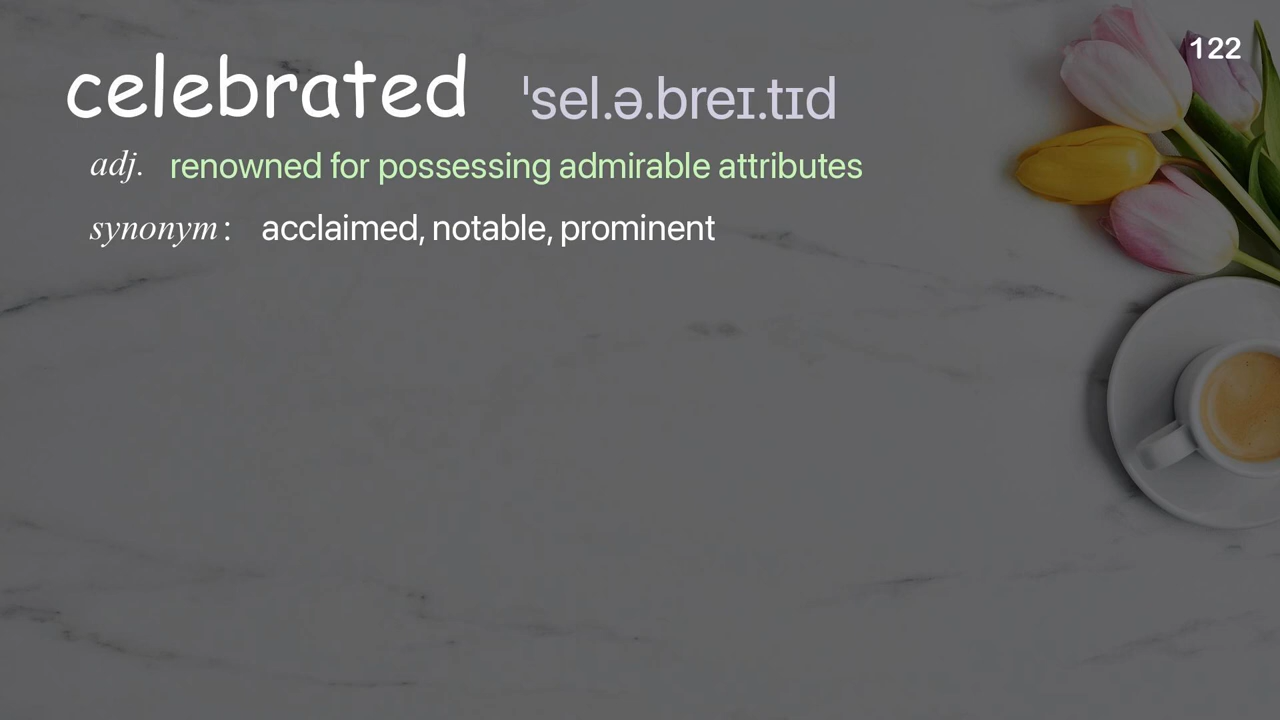 122
celebrated ˈsel.ə.breɪ.tɪd
adj. renowned for possessing admirable attributes
synonym : acclaimed, notable, prominent